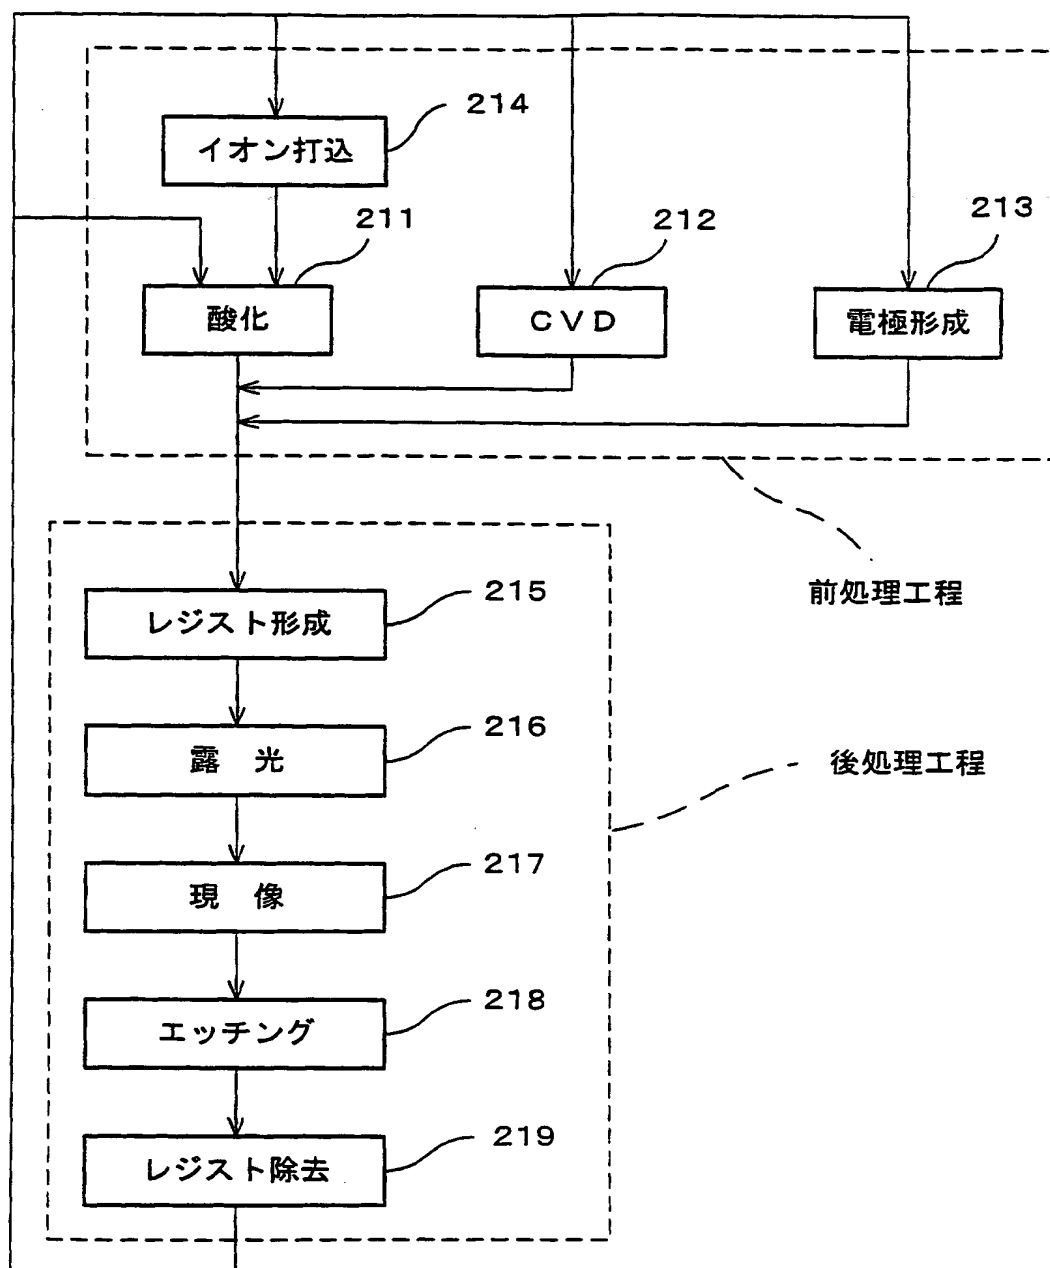 214
イオン打込
211
212
213
酸化
CVD
電極形成
前処理工程
215
レジスト形成
216
露 光
後処理工程
217
現 像
218
エッチング
219
レジスト除去